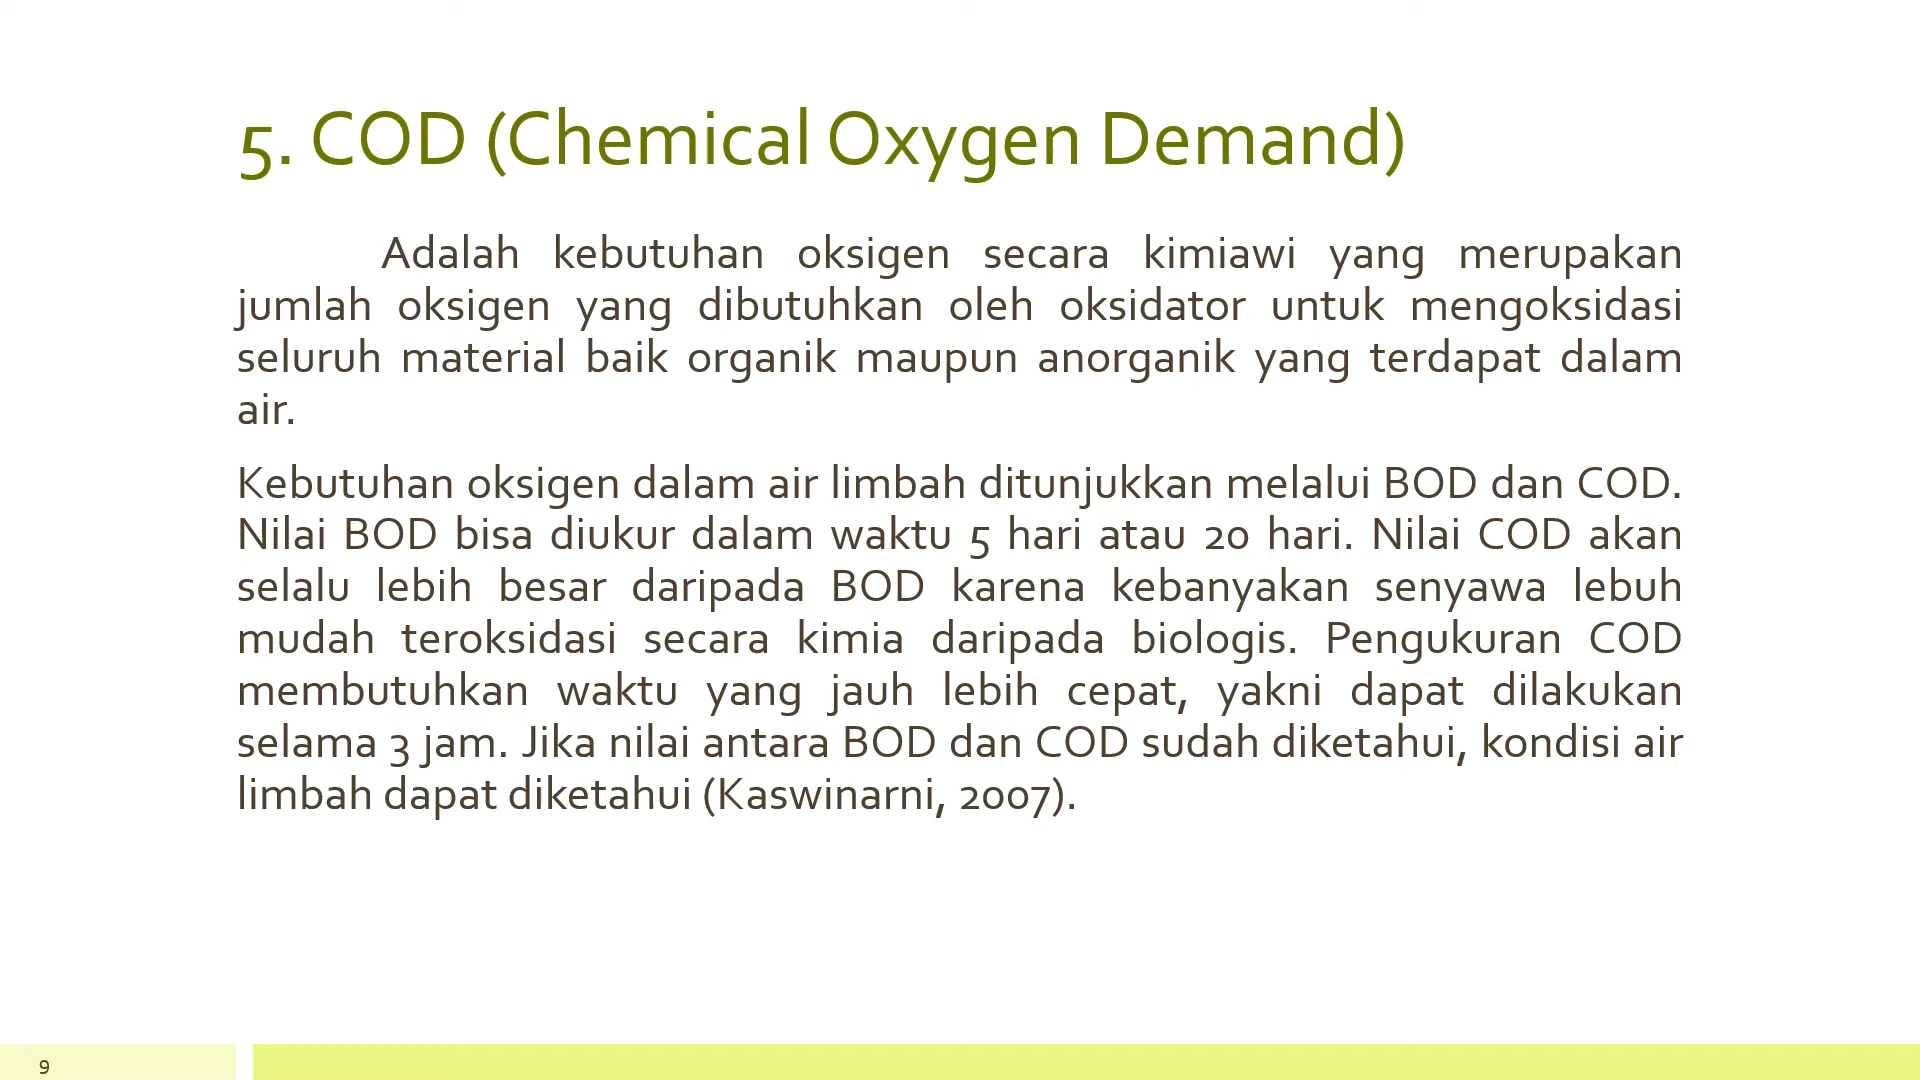 5. COD (Chemical Oxygen Demand)
Adalah kebutuhan oksigen secara kimiawi yang merupakan
jumlah oksigen yang dibutuhkan oleh oksidator untuk mengoksidasi
seluruh material baik organik maupun anorganik yang terdapat dalam
air.
Kebutuhan oksigen dalam air limbah ditunjukkan melalui BOD dan COD.
Nilai BOD bisa diukur dalam waktu 5 hari atau 20 hari. Nilai COD akan
selalu lebih besar daripada BOD karena kebanyakan senyawa lebuh
mudah teroksidasi secara kimia daripada biologis. Pengukuran COD
membutuhkan waktu yang jauh lebih cepat, yakni dapat dilakukan
selama 3 jam. Jika nilai antara BOD dan COD sudah diketahui, kondisi air
limbah dapat diketahui (Kaswinarni, 2007).
9